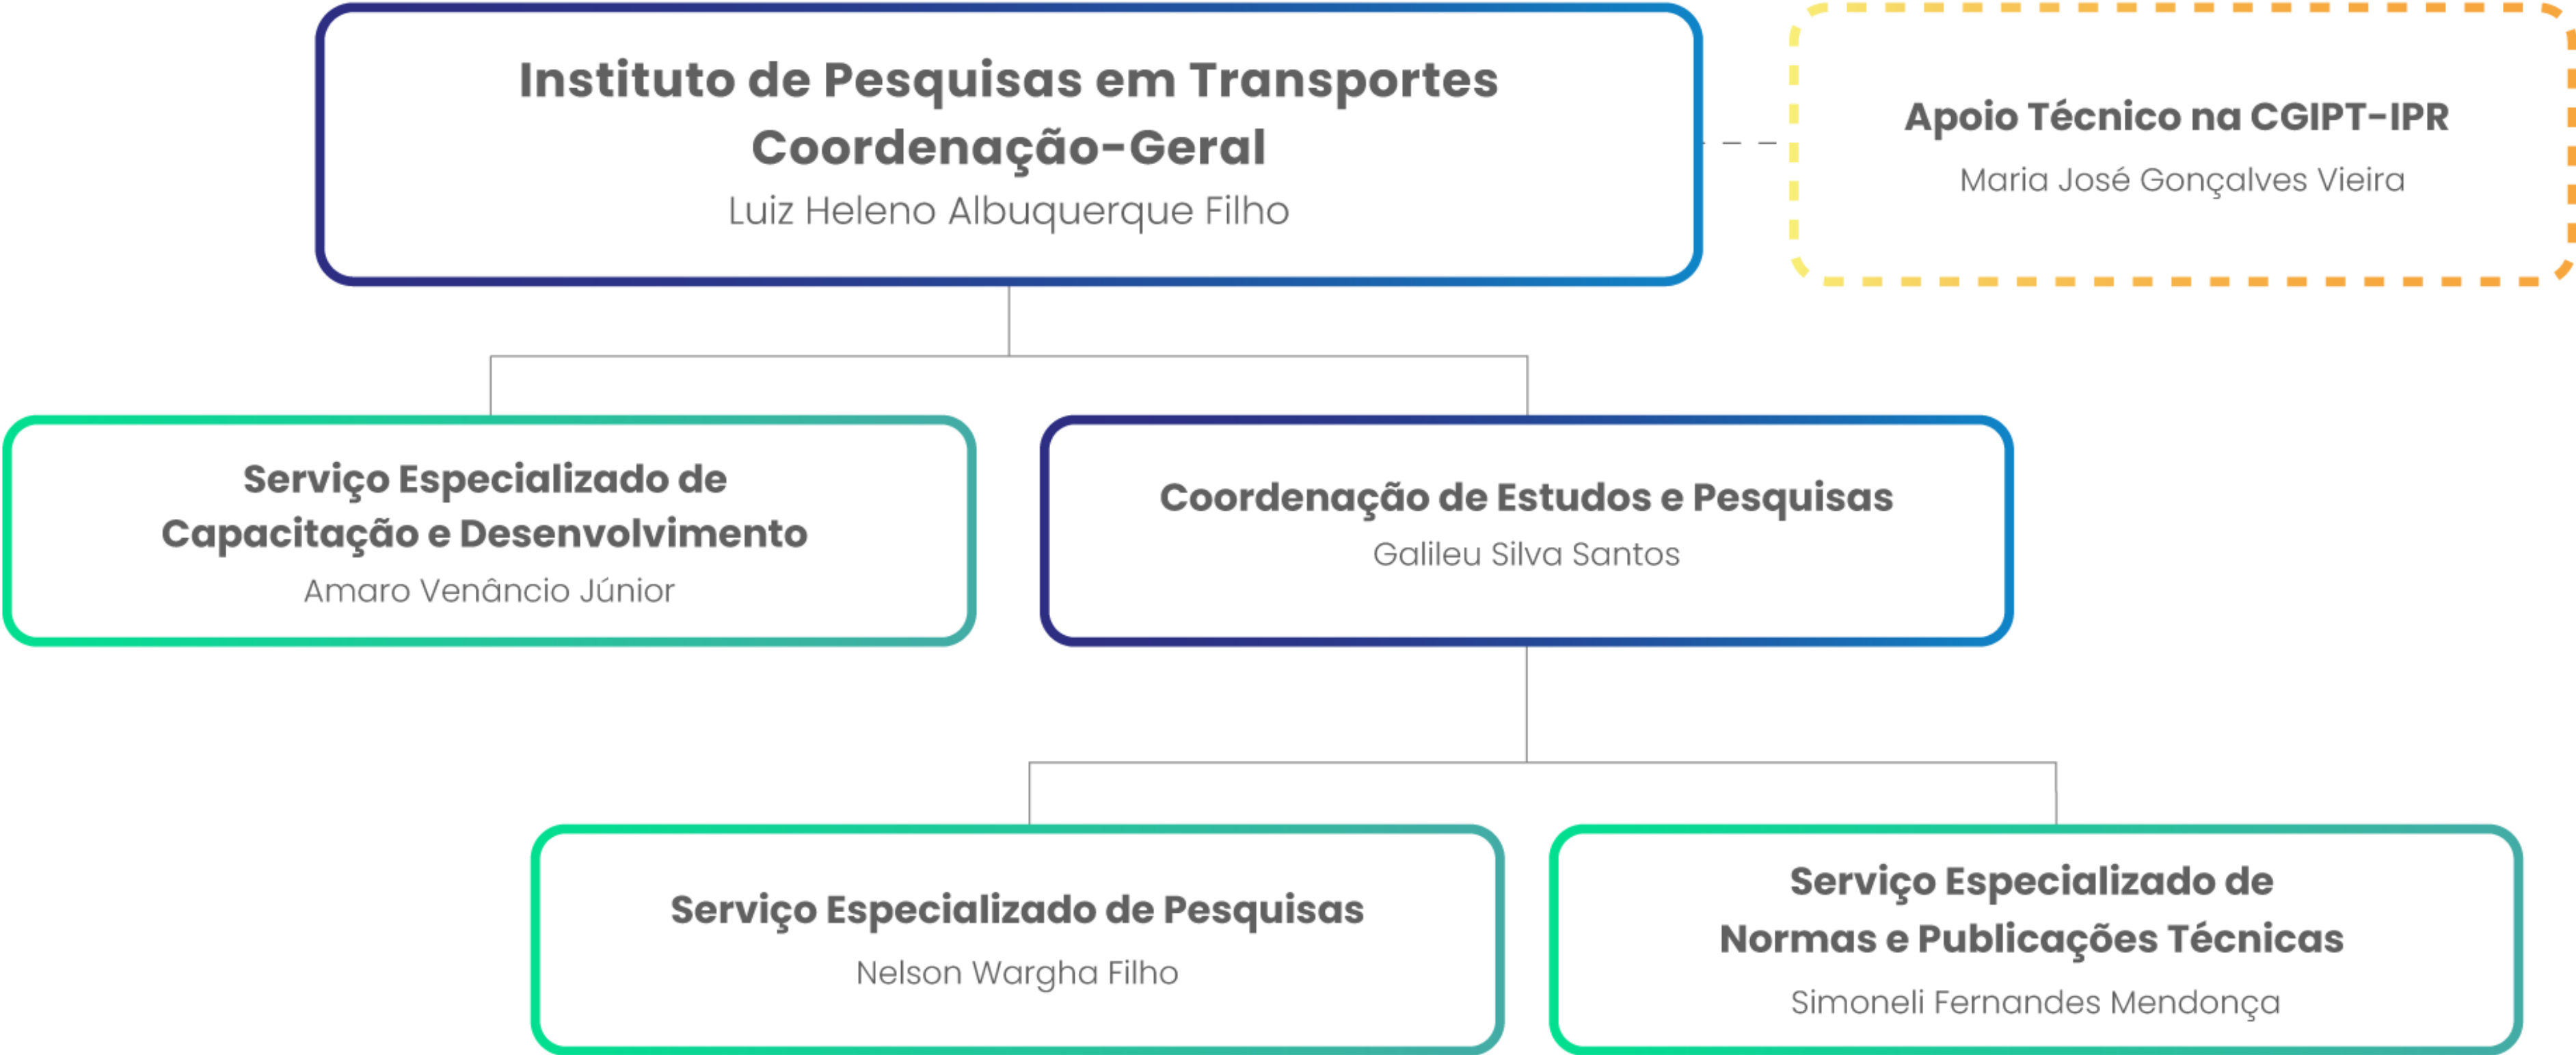 Instituto de Pesquisas em Transportes
Coordenação-Geral
Luiz Heleno Albuquerque Filho
Apoio Técnico na CGIPT-IPR
Maria José Gonçalves Vieira
Serviço Especializado de
Capacitação e Desenvolvimento
Amaro Venâncio Júnior
Coordenação de Estudos e Pesquisas
Galileu Silva Santos
Serviço Especializado de Pesquisas
Nelson Wargha Filho
Serviço Especializado de
Normas e Publicações Técnicas
Simoneli Fernandes Mendonça